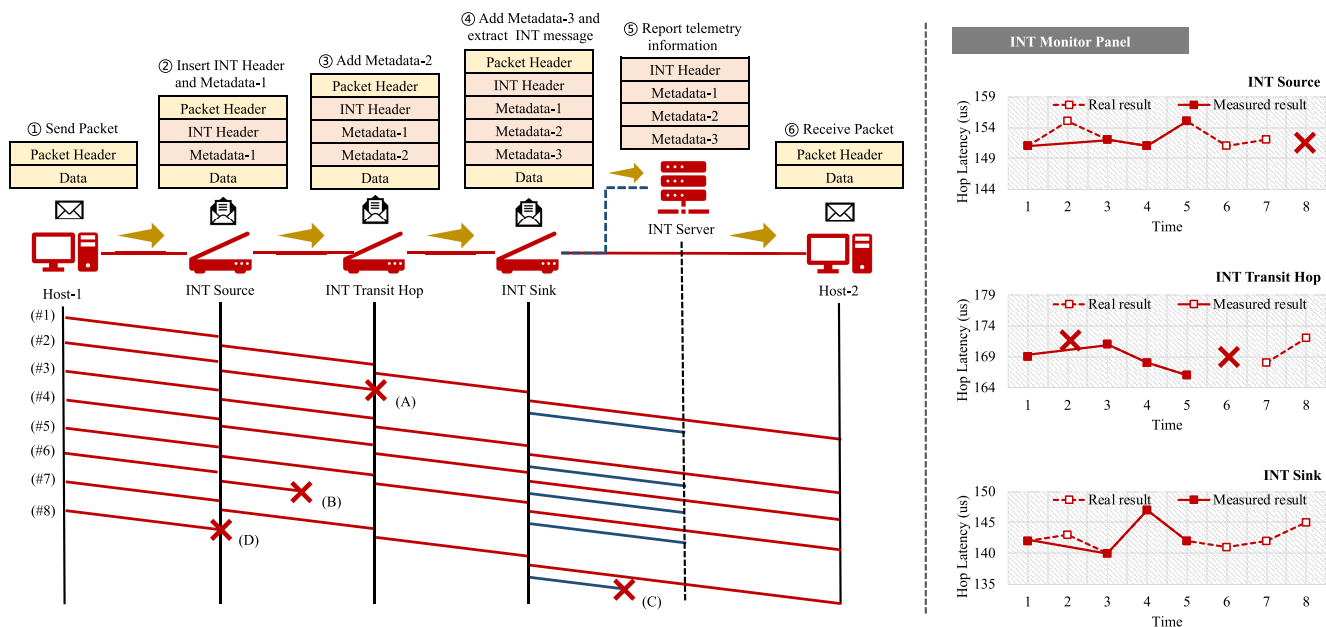 ① Send Packet
Packet Header
Data
② Insert INT Header
and Metadata-1
Packet Header
INT Header
Metadata-1
Data
③ Add Metadata-2
Packet Header
INT Header
Metadata-1
Metadata-2
Data
④ Add Metadata-3 and
extract INT message
Packet Header
INT Header
Metadata-1
Metadata-2
Metadata-3
Data
⑤ Report telemetry
information
INT Header
Metadata-1
Metadata-2
Metadata-3
⑥ Receive Packet
Packet Header
Data
Host-1
INT Source
INT Transit Hop
INT Sink
INT Server
Host-2
(#1)
(#2)
(#3)
(#4)
(#5)
(#6)
(#7)
(#8)
(A)
(B)
(C)
(D)
INT Monitor Panel
INT Source
Real result
Measured result
Hop Latency (us)
159
154
149
144
1 2 3 4 5 6 7 8
Time
INT Transit Hop
Real result
Measured result
Hop Latency (us)
179
174
169
164
1 2 3 4 5 6 7 8
Time
INT Sink
Real result
Measured result
Hop Latency (us)
150
145
140
135
1 2 3 4 5 6 7 8
Time